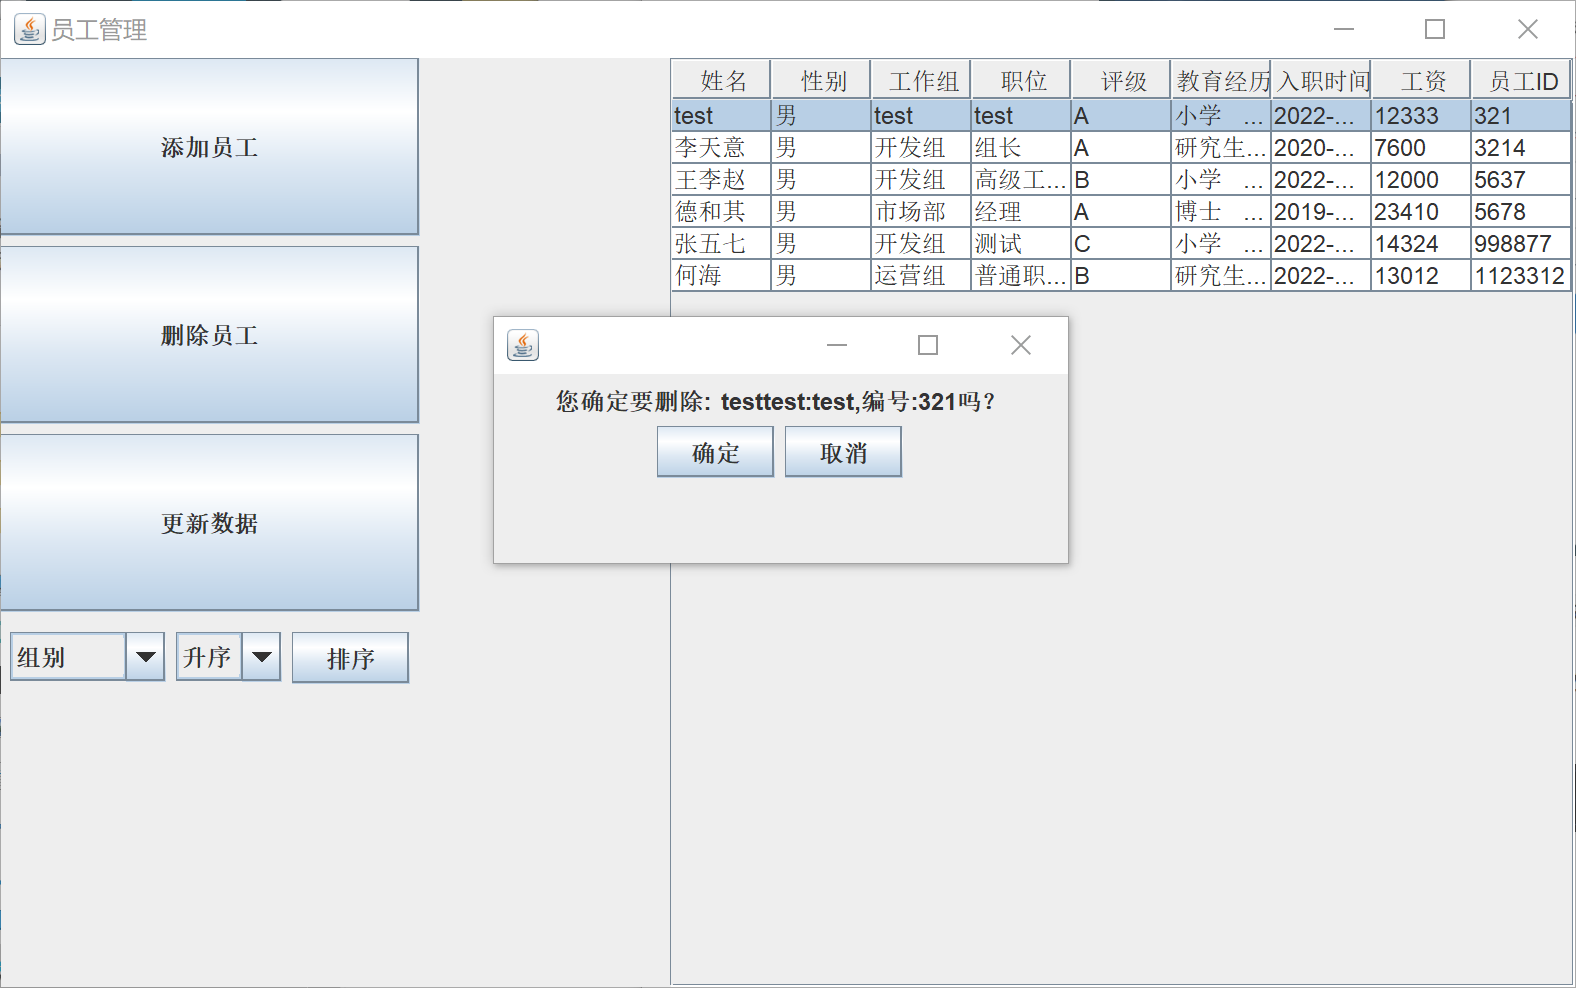 员工管理
添加员工
删除员工
更新数据
组别 升序 排序
姓名 性别 工作组 职位 评级 教育经历 入职时间 工资 员工ID
test 男 test test A 小学 ... 2022-... 12333 321
李天意 男 开发组 组长 A 研究生... 2020-... 7600 3214
王李赵 男 开发组 高级工... B 小学 ... 2022-... 12000 5637
德和其 男 市场部 经理 A 博士 ... 2019-... 23410 5678
张五七 男 开发组 测试 C 小学 ... 2022-... 14324 998877
何海 男 运营组 普通职... B 研究生... 2022-... 13012 1123312
您确定要删除: testtest:test,编号:321吗？
确定 取消